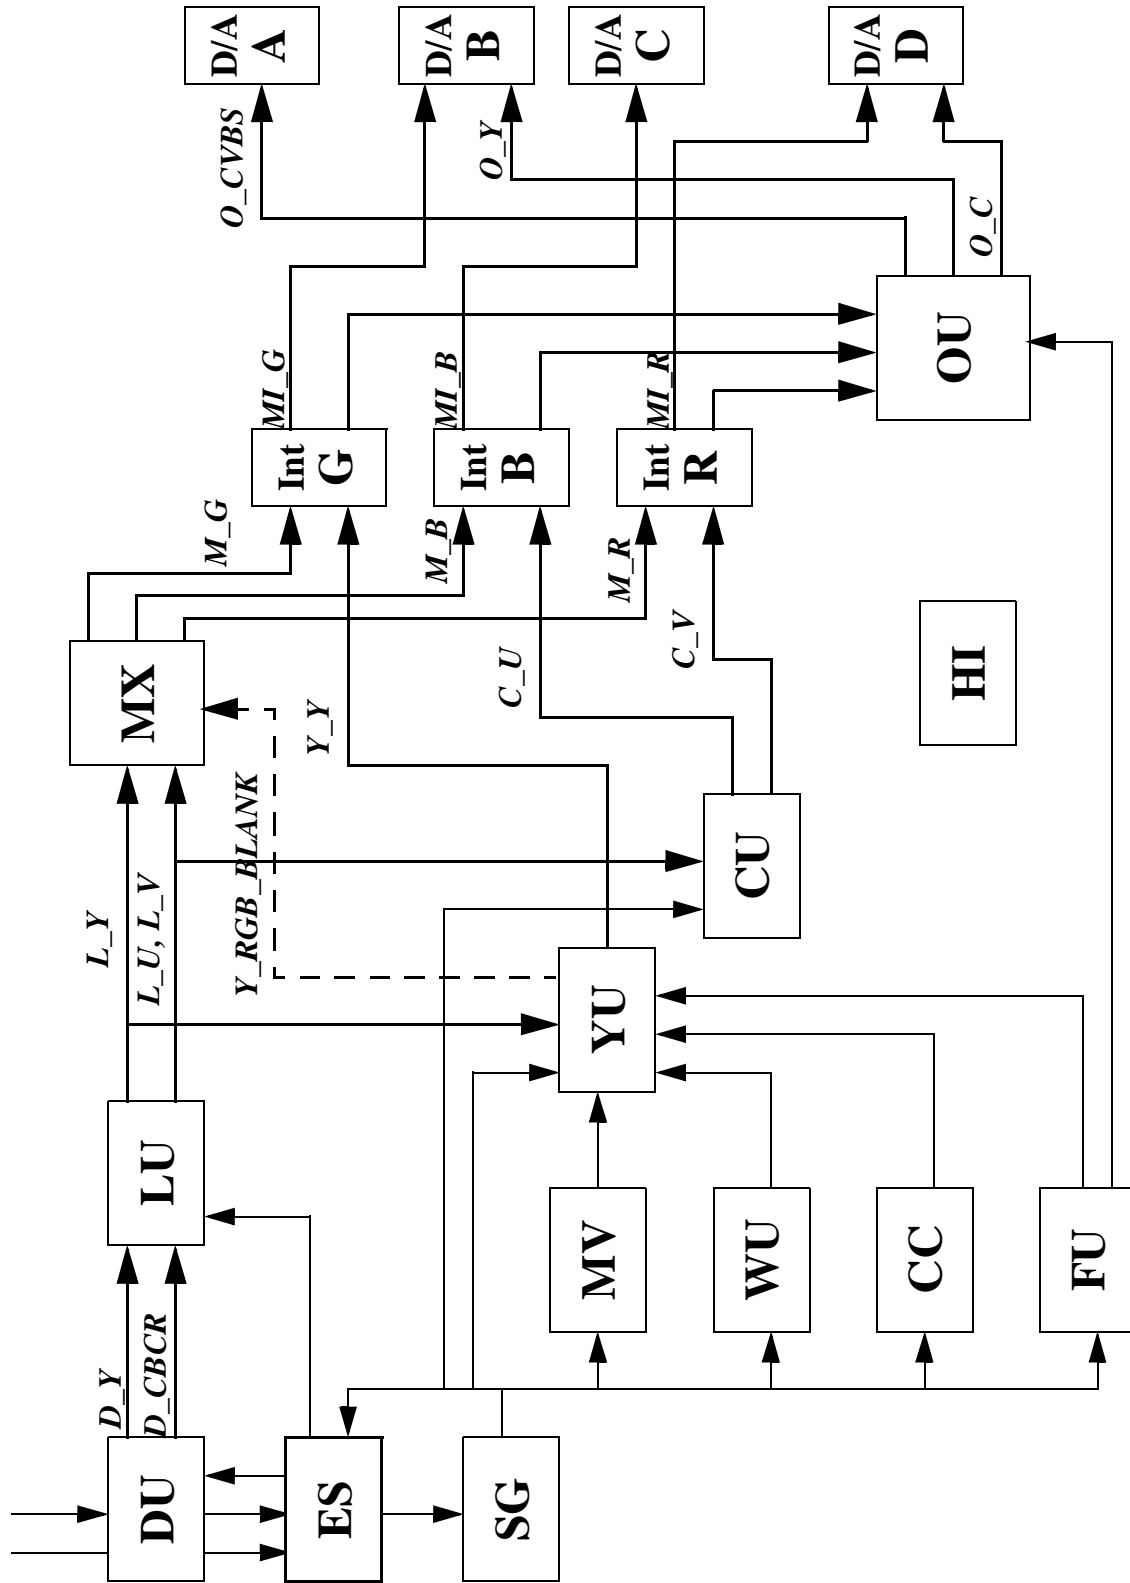 DU
D_Y
D_CBCR
LU
L_Y
L_U, L_V
MX
M_G
Int
G
MI_G
O_CVBS
D/A
A
ES
Y_RGB_BLANK
Y_Y
M_B
Int
B
MI_B
O_Y
D/A
B
SG
MV
YU
C_U
M_R
Int
R
MI_R
D/A
C
WU
CU
C_V
D/A
D
CC
HI
OU
O_C
FU